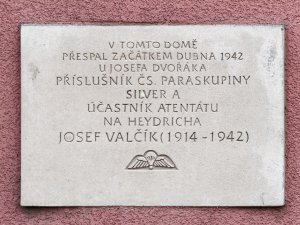 V TOMTO DOMĚ
PŘESPAL ZAČÁTKEM DUBNA 1942
U JOSEFA DVOŘÁKA
PŘÍSLUŠNÍK ČS. PARASKUPINY
SILVER A
ÚČASTNÍK ATENTÁTU
NA HEYDRICHA
JOSEF VALČÍK (1914 - 1942)